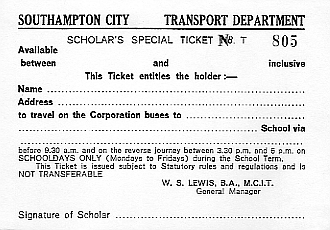 SOUTHAMPTON CITY TRANSPORT DEPARTMENT
SCHOLAR'S SPECIAL TICKET No. T 805
Available
between and inclusive
This Ticket entitles the holder :—
Name
Address
to travel on the Corporation buses to
School via
before 9.30 a.m. and on the reverse journey between 3.30 p.m. and 6 p.m. on
SCHOOLDAYS ONLY (Mondays to Fridays) during the School Term.
This Ticket is issued subject to Statutory rules and regulations and is
NOT TRANSFERABLE
W. S. LEWIS, B.A., M.C.I.T.
General Manager
Signature of Scholar